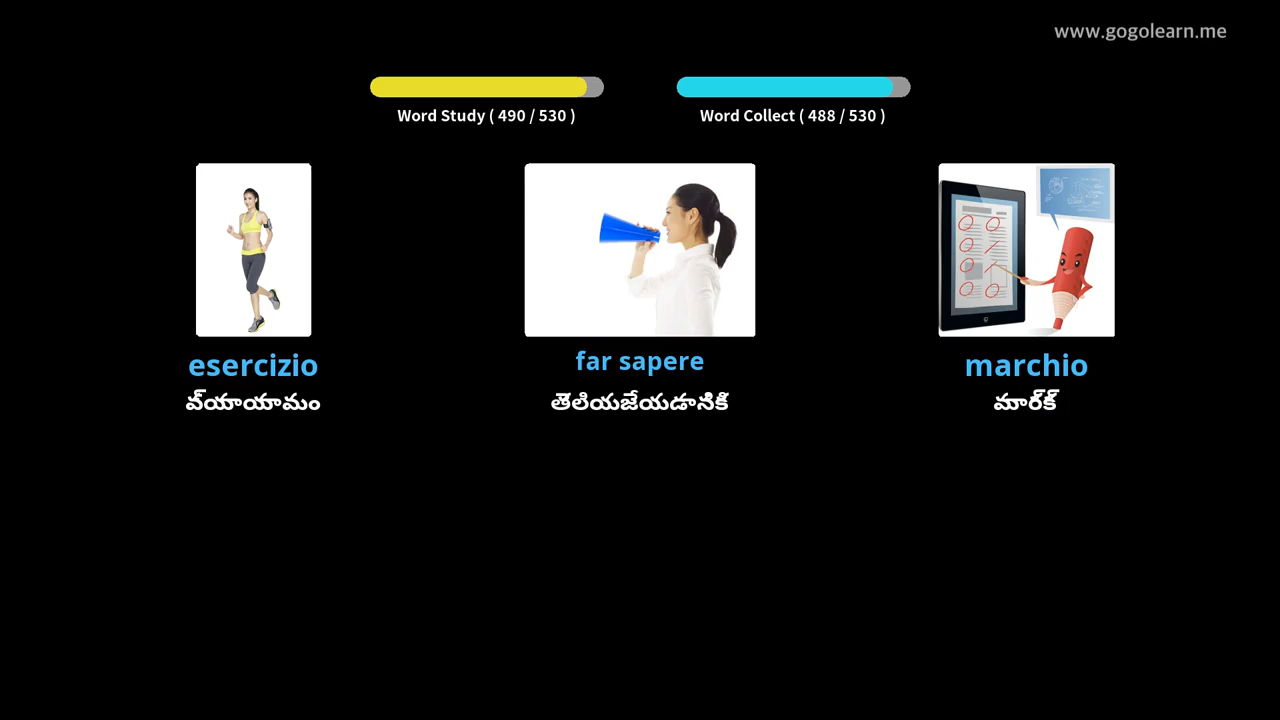 www.gogolearn.me
Word Study ( 490 / 530 )
Word Collect ( 488 / 530 )
esercizio
far sapere
marchio
వ్యాయామం
తెలియజేయడానికి
మార్క్